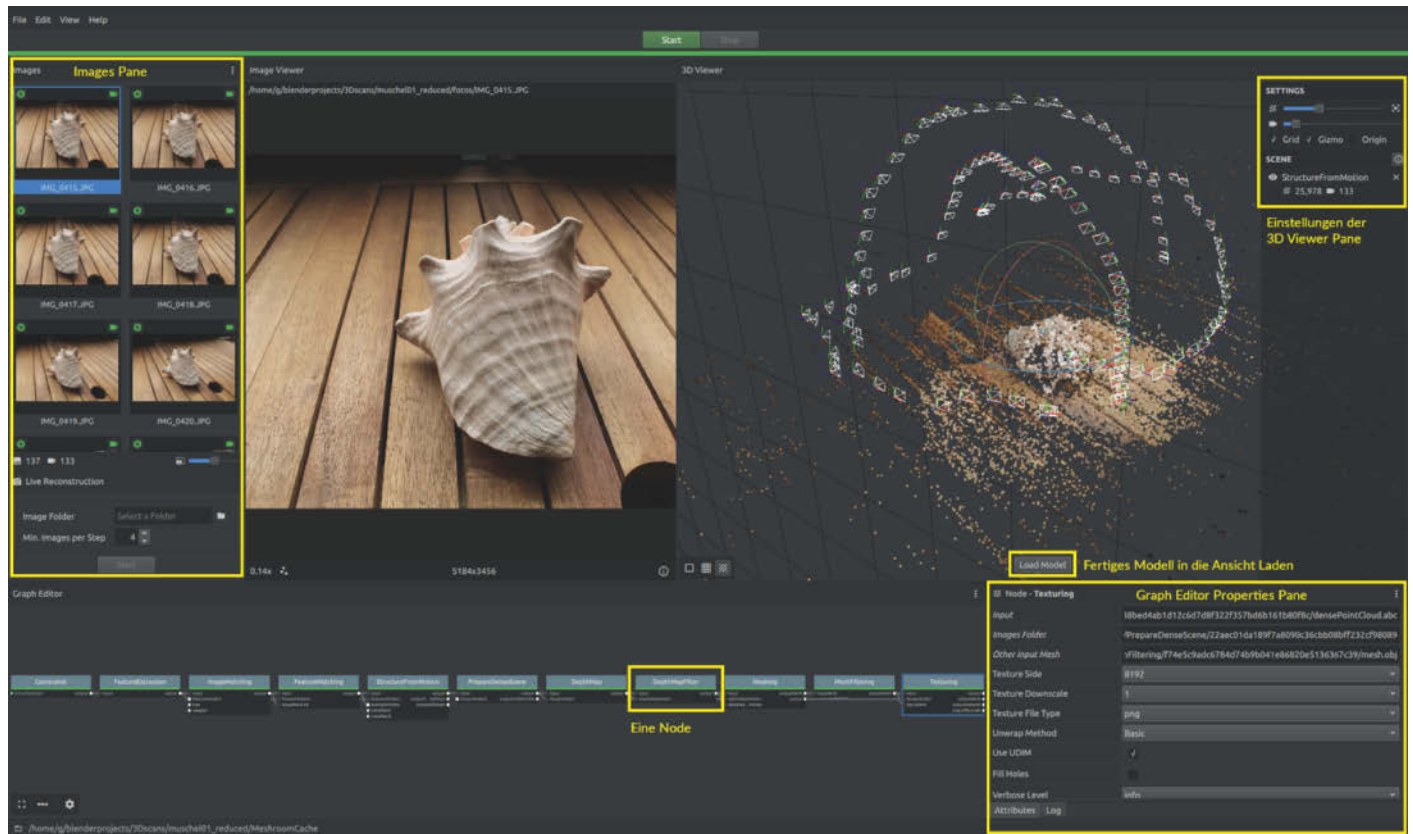 File Edit View Help
Start Stop
Images Images Pane
Image Viewer
3D Viewer
/home/g/blenderprojects/3Dscans/muschel01_reduced/focos/IMG_0415.JPG
IMG_0415.JPG IMG_0416.JPG
IMG_0417.JPG IMG_0418.JPG
IMG_0419.JPG IMG_0420.JPG
137 133
Live Reconstruction
Image Folder Select a Folder
Min. Images per Step 4
Start
0.14x 5184x3456
SETTINGS
Grid Gizmo Origin
SCENE
StructureFromMotion
25,978 133
Einstellungen der
3D Viewer Pane
Load Model Fertiges Modell in die Ansicht Laden
Graph Editor
CameraInit FeatureExtraction ImageMatching FeatureMatching StructureFromMotion PrepareDenseScene DepthMap DepthMapFilter Meshing MeshFiltering Texturing
Eine Node
Node - Texturing Graph Editor Properties Pane
Input
Images Folder
Other Input Mesh
Texture Side 8192
Texture Downscale 1
Texture File Type png
Unwrap Method Basic
Use UDIM
Fill Holes
Verbose Level info
Attributes Log
/home/g/blenderprojects/3Dscans/muschel01_reduced/MeshroomCache